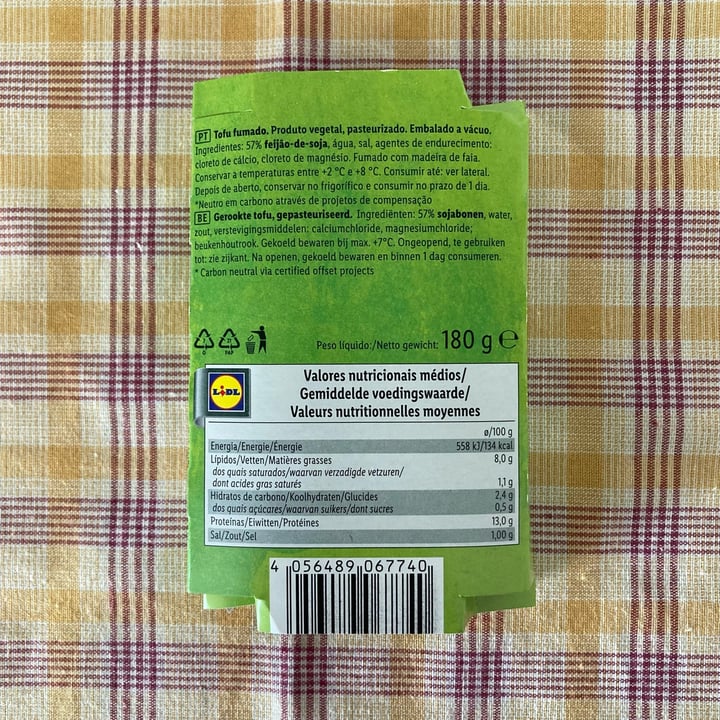 PT Tofu fumado. Produto vegetal, pasteurizado. Embalado a vácuo.
Ingredientes: 57% feijão-de-soja, água, sal, agentes de endurecimento:
cloreto de cálcio, cloreto de magnésio. Fumado com madeira de faia.
Conservar a temperaturas entre +2 °C e +8 °C. Consumir até: ver lateral.
Depois de aberto, conservar no frigorífico e consumir no prazo de 1 dia.
*Neutro em carbono através de projetos de compensação
BE Gerookte tofu, gepasteuriseerd. Ingrediënten: 57% sojabonen, water,
zout, verstevigingsmiddelen: calciumchloride, magnesiumchloride;
beukenhoutrook. Gekoeld bewaren bij max. +7°C. Ongeopend, te gebruiken
tot: zie zijkant. Na openen, gekoeld bewaren en binnen 1 dag consumeren.
* Carbon neutral via certified offset projects
PAP
Peso líquido:/Netto gewicht: 180 g ℮
LIDL
Valores nutricionais médios/
Gemiddelde voedingswaarde/
Valeurs nutritionnelles moyennes
ø/100 g
Energia/Energie/Énergie 558 kJ/134 kcal
Lípidos/Vetten/Matières grasses 8,0 g
dos quais saturados/waarvan verzadigde vetzuren/
dont acides gras saturés 1,1 g
Hidratos de carbono/Koolhydraten/Glucides 2,4 g
dos quais açúcares/waarvan suikers/dont sucres 0,5 g
Proteínas/Eiwitten/Protéines 13,0 g
Sal/Zout/Sel 1,00 g
4 056489 067740